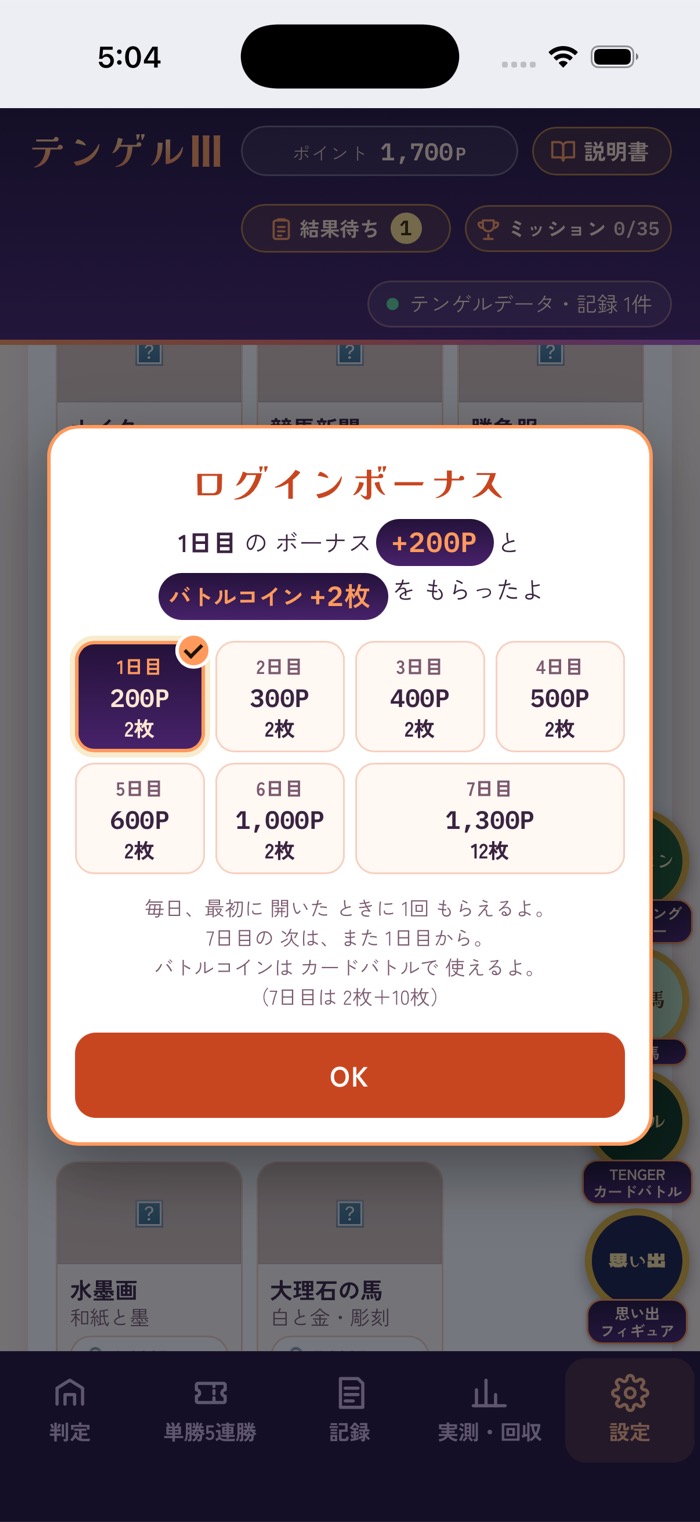 5:04
テンゲルIII
ポイント 1,700P
説明書
結果待ち 1
ミッション 0/35
テンゲルデータ・記録 1件
ログインボーナス
1日目 の ボーナス +200P と
バトルコイン +2枚 を もらったよ
1日目
200P
2枚
2日目
300P
2枚
3日目
400P
2枚
4日目
500P
2枚
5日目
600P
2枚
6日目
1,000P
2枚
7日目
1,300P
12枚
毎日、最初に 開いた ときに 1回 もらえるよ。
7日目の 次は、また 1日目から。
バトルコインは カードバトルで 使えるよ。
(7日目は 2枚+10枚)
OK
TENGER
カードバトル
思い出
思い出
フィギュア
水墨画
和紙と墨
大理石の馬
白と金・彫刻
判定
単勝5連勝
記録
実測・回収
設定